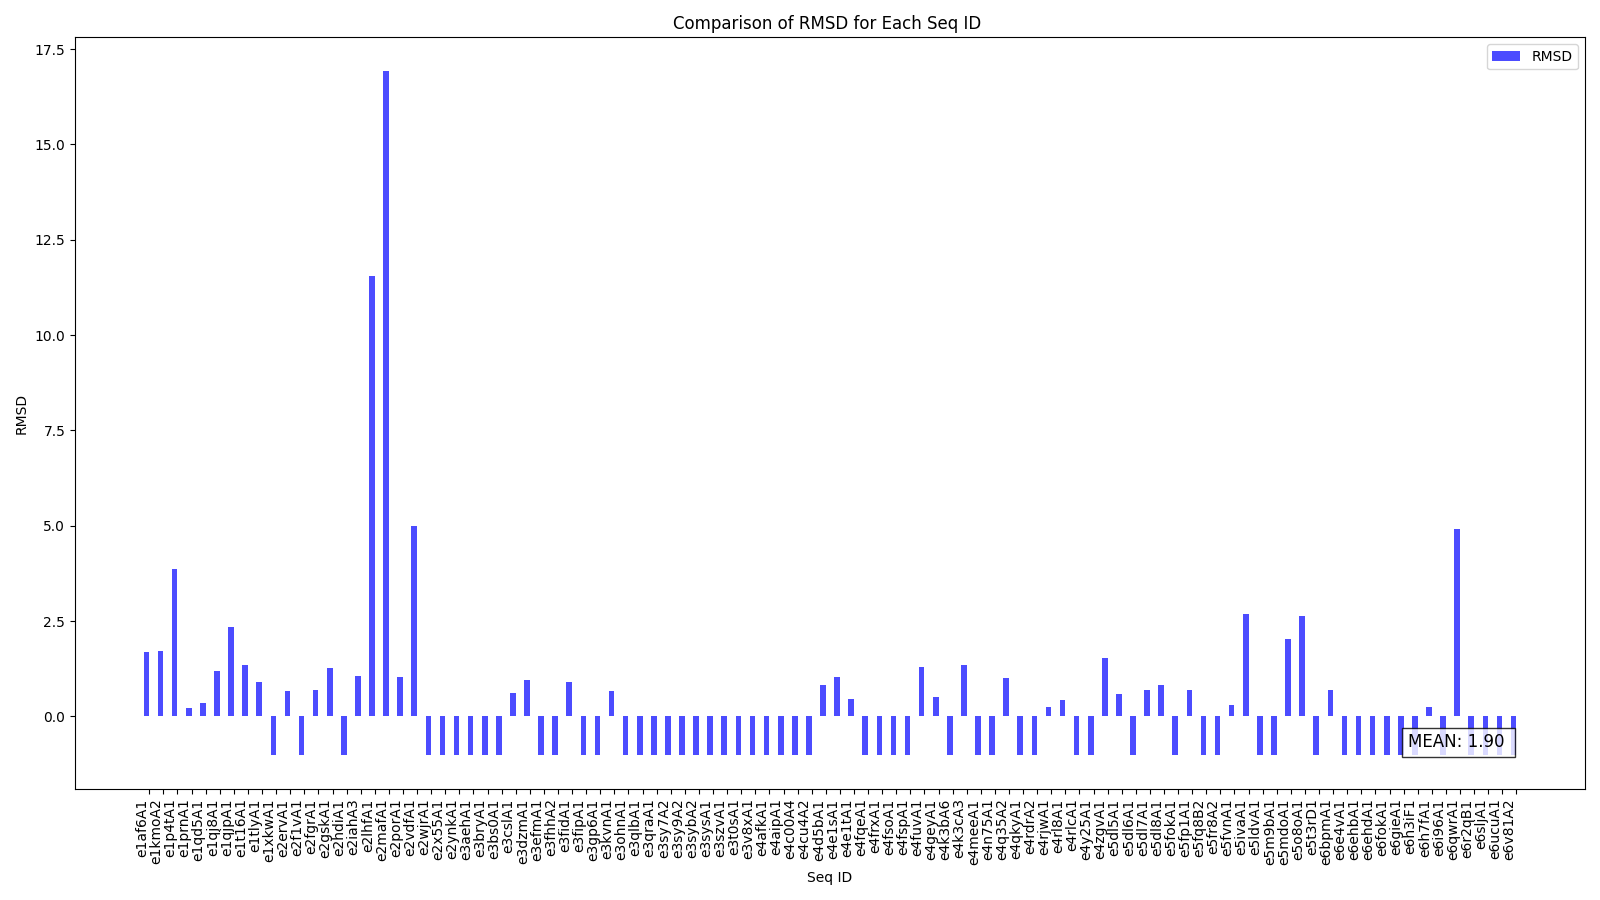 Comparison of RMSD for Each Seq ID
RMSD
17.5
15.0
12.5
10.0
7.5
5.0
2.5
0.0
RMSD
MEAN: 1.90
e1af6A1
e1kmoA2
e1p4tA1
e1prnA1
e1qd5A1
e1qj8A1
e1qjpA1
e1t16A1
e1tlyA1
e1xkwA1
e2ervA1
e2f1vA1
e2fgrA1
e2gskA1
e2hdiA1
e2iahA3
e2lhfA1
e2mafA1
e2porA1
e2vdfA1
e2wjrA1
e2x55A1
e2ynkA1
e3aehA1
e3bryA1
e3bs0A1
e3cslA1
e3dzmA1
e3efmA1
e3fhhA2
e3fidA1
e3fipA1
e3gp6A1
e3kvnA1
e3ohnA1
e3qlbA1
e3qraA1
e3sy7A2
e3sy9A2
e3sybA2
e3sysA1
e3szvA1
e3t0sA1
e3v8xA1
e4afkA1
e4aipA1
e4c00A4
e4cu4A2
e4d5bA1
e4e1sA1
e4e1tA1
e4fqeA1
e4frxA1
e4fsoA1
e4fspA1
e4fuvA1
e4geyA1
e4k3bA6
e4k3cA3
e4meeA1
e4n75A1
e4q35A2
e4qkyA1
e4rdrA2
e4rjwA1
e4rl8A1
e4rlcA1
e4y25A1
e4zgvA1
e5dl5A1
e5dl6A1
e5dl7A1
e5dl8A1
e5fokA1
e5fp1A1
e5fq8B2
e5fr8A2
e5fvnA1
e5ivaA1
e5ldvA1
e5m9bA1
e5mdoA1
e5o8oA1
e5t3rD1
e6bpmA1
e6e4vA1
e6ehbA1
e6ehdA1
e6fokA1
e6gieA1
e6h3iF1
e6h7fA1
e6i96A1
e6qwrA1
e6r2qB1
e6sljA1
e6ucuA1
e6v81A2
Seq ID